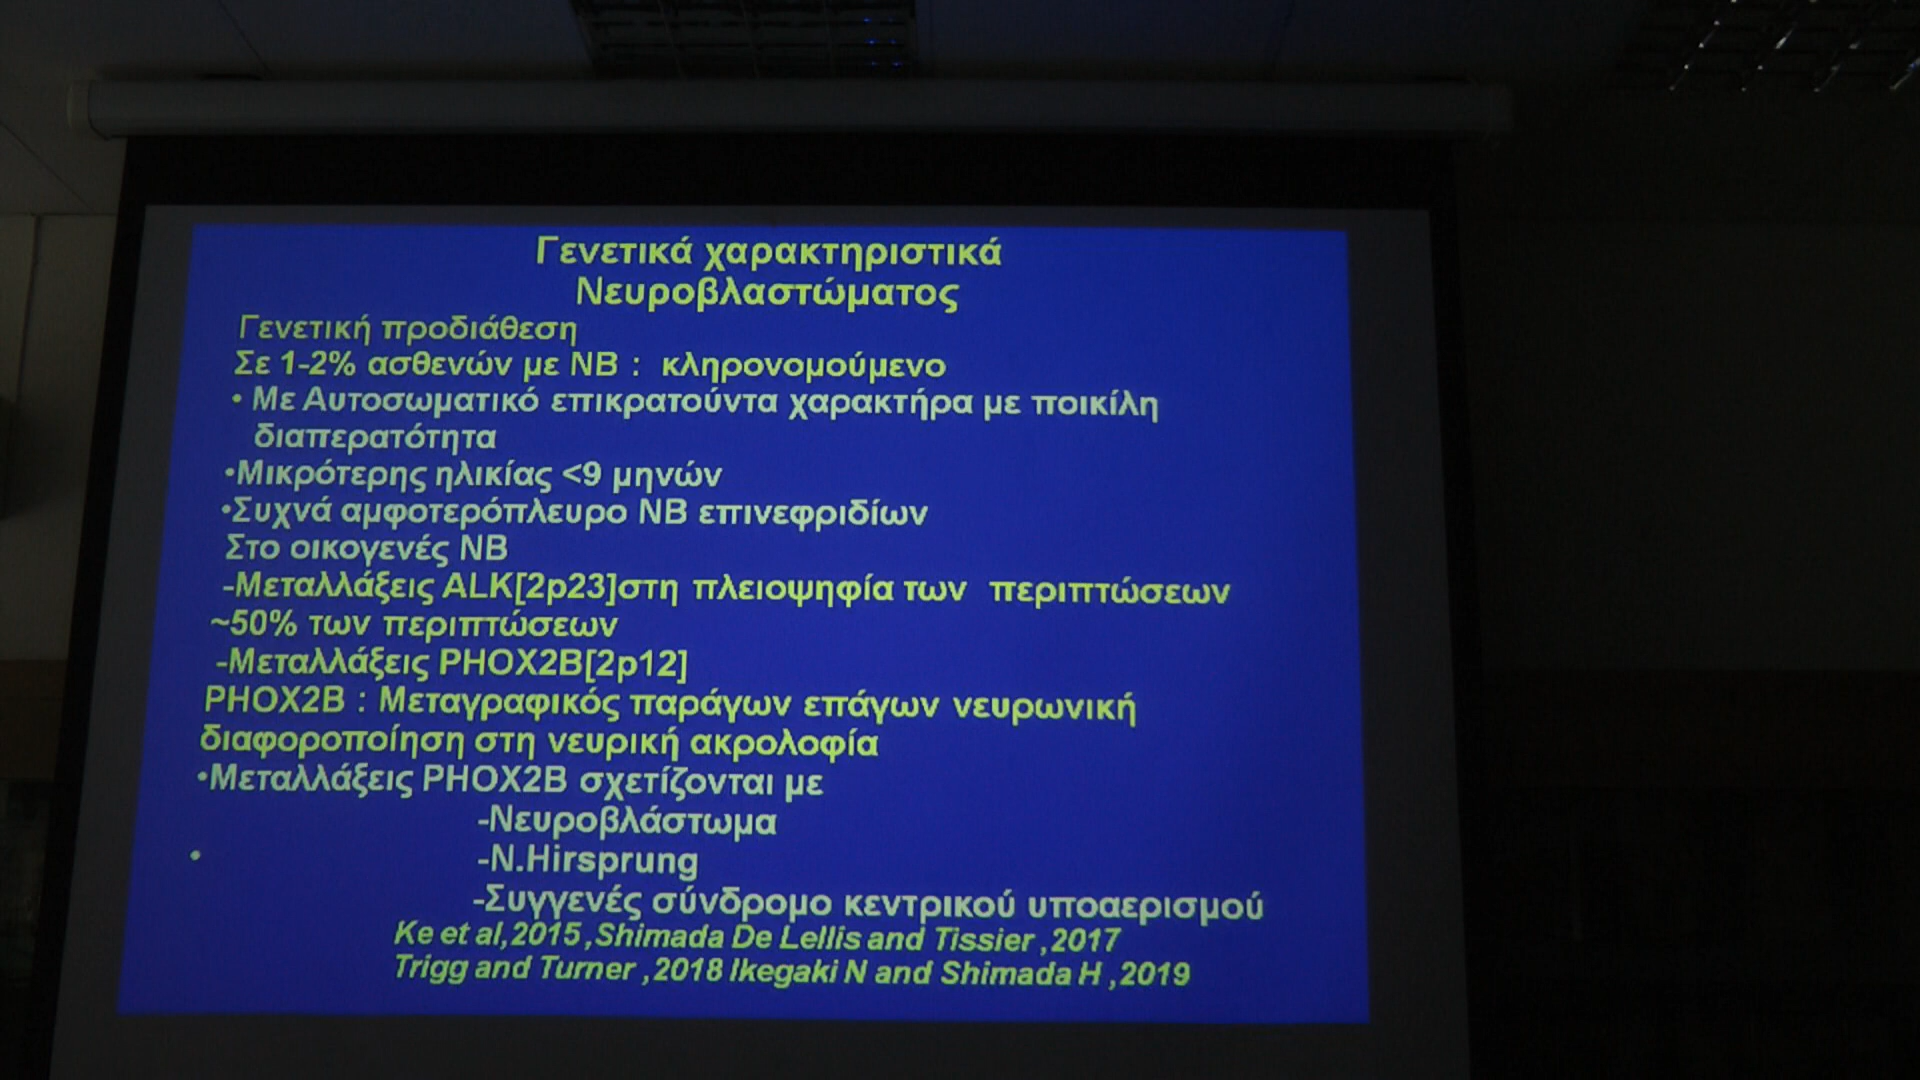 Γενετικά χαρακτηριστικά
Νευροβλαστώματος
Γενετική προδιάθεση
Σε 1-2% ασθενών με NB : κληρονομούμενο
• Με Αυτοσωματικό επικρατούντα χαρακτήρα με ποικίλη
διαπερατότητα
•Μικρότερης ηλικίας <9 μηνών
•Συχνά αμφοτερόπλευρο NB επινεφριδίων
Στο οικογενές NB
-Μεταλλάξεις ALK[2p23]στη πλειοψηφία των περιπτώσεων
~50% των περιπτώσεων
-Μεταλλάξεις PHOX2B[2p12]
PHOX2B : Μεταγραφικός παράγων επάγων νευρωνική
διαφοροποίηση στη νευρική ακρολοφία
•Μεταλλάξεις PHOX2B σχετίζονται με
-Νευροβλάστωμα
• -N.Hirsprung
-Συγγενές σύνδρομο κεντρικού υποαερισμού
Ke et al,2015 ,Shimada De Lellis and Tissier ,2017
Trigg and Turner ,2018 Ikegaki N and Shimada H ,2019